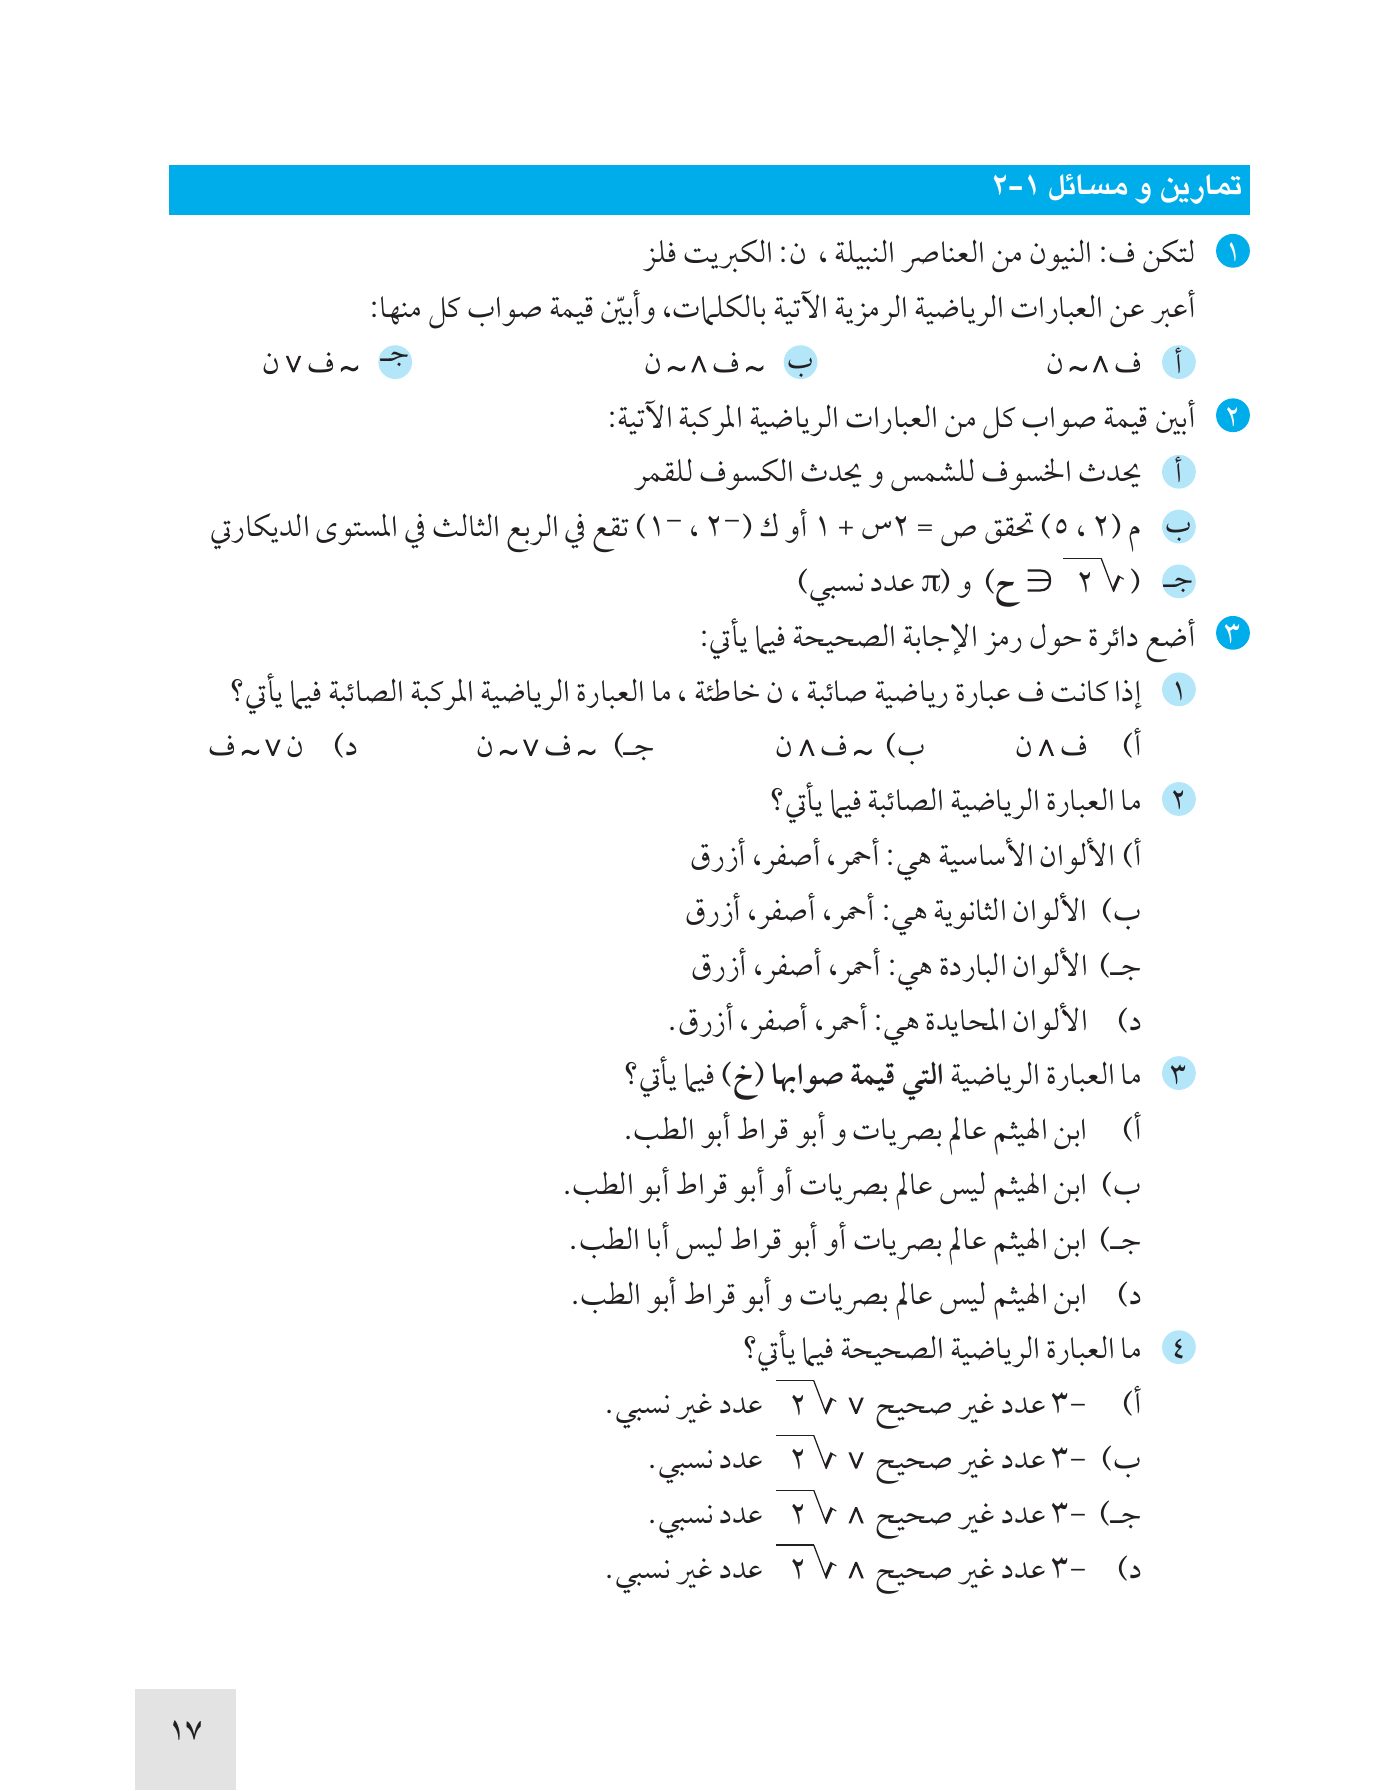 تمارين و مسائل ١-٢
١ لتكن ف: النيون من العناصر النبيلة ، ن: الكبريت فلز
أعبر عن العبارات الرياضية الرمزية الآتية بالكلمات، وأبيّن قيمة صواب كل منها:
أ ف ∧ ~ ن ب ~ ف ∧ ~ ن جـ ~ ف ∨ ن
٢ أبين قيمة صواب كل من العبارات الرياضية المركبة الآتية:
أ يحدث الخسوف للشمس و يحدث الكسوف للقمر
ب م (٢ ، ٥) تحقق ص = ٢س + ١ أو ك (−٢ ، −١) تقع في الربع الثالث في المستوى الديكارتي
جـ (√٢ ∈ ح) و (π عدد نسبي)
٣ أضع دائرة حول رمز الإجابة الصحيحة فيما يأتي:
١ إذا كانت ف عبارة رياضية صائبة ، ن خاطئة ، ما العبارة الرياضية المركبة الصائبة فيما يأتي؟
أ) ف ∧ ن ب) ~ ف ∧ ن جـ) ~ ف ∨ ~ ن د) ن ∨ ~ ف
٢ ما العبارة الرياضية الصائبة فيما يأتي؟
أ) الألوان الأساسية هي: أحمر، أصفر، أزرق
ب) الألوان الثانوية هي: أحمر، أصفر، أزرق
جـ) الألوان الباردة هي: أحمر، أصفر، أزرق
د) الألوان المحايدة هي: أحمر، أصفر، أزرق.
٣ ما العبارة الرياضية التي قيمة صوابها (خ) فيما يأتي؟
أ) ابن الهيثم عالم بصريات و أبو قراط أبو الطب.
ب) ابن الهيثم ليس عالم بصريات أو أبو قراط أبو الطب.
جـ) ابن الهيثم عالم بصريات أو أبو قراط ليس أبا الطب.
د) ابن الهيثم ليس عالم بصريات و أبو قراط أبو الطب.
٤ ما العبارة الرياضية الصحيحة فيما يأتي؟
أ) −٣ عدد غير صحيح ∨ √٢ عدد غير نسبي.
ب) −٣ عدد غير صحيح ∨ √٢ عدد نسبي.
جـ) −٣ عدد غير صحيح ∧ √٢ عدد نسبي.
د) −٣ عدد غير صحيح ∧ √٢ عدد غير نسبي.
١٧